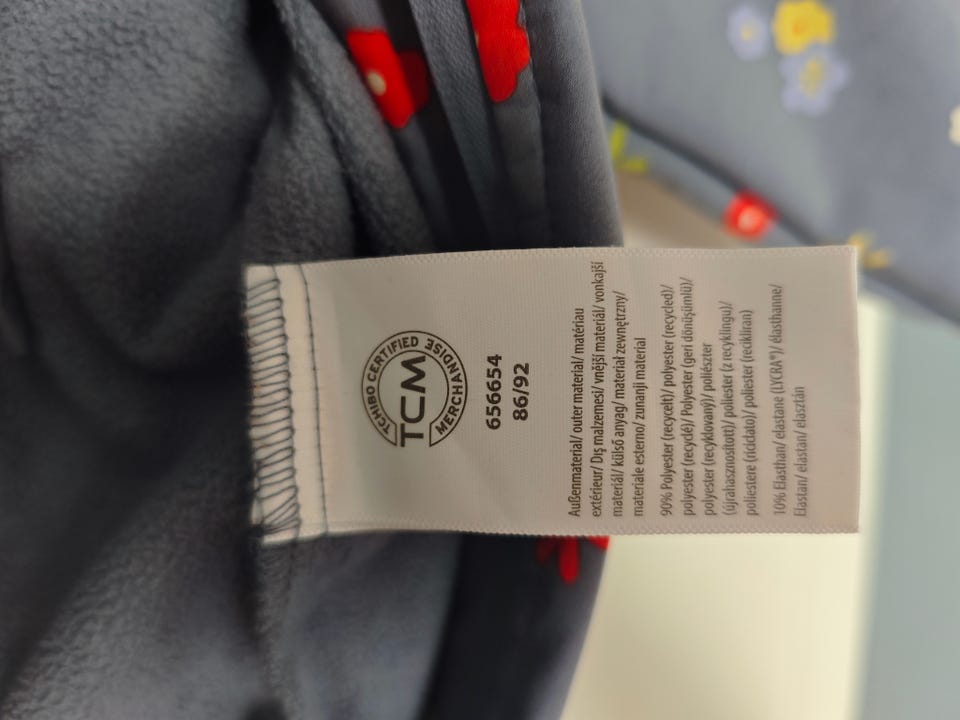 TCHIBO CERTIFIED
TCM
MERCHANDISE
656654
86/92
Außenmaterial/ outer material/ matériau
extérieur/ Dış malzemesi/ vnější materiál/ vonkajší
materiál/ külső anyag/ materiał zewnętrzny/
materiale esterno/ zunanji material
90% Polyester (recycelt)/ polyester (recycled)/
polyester (recyclé)/ Polyester (geri dönüşümlü)/
polyester (recyklovaný)/ poliészter
(újrahasznosított)/ poliester (z recyklingu)/
poliestere (riciclato)/ poliester (recikliran)
10% Elasthan/ elastane (LYCRA®)/ élasthanne/
Elastan/ elastan/ elasztán